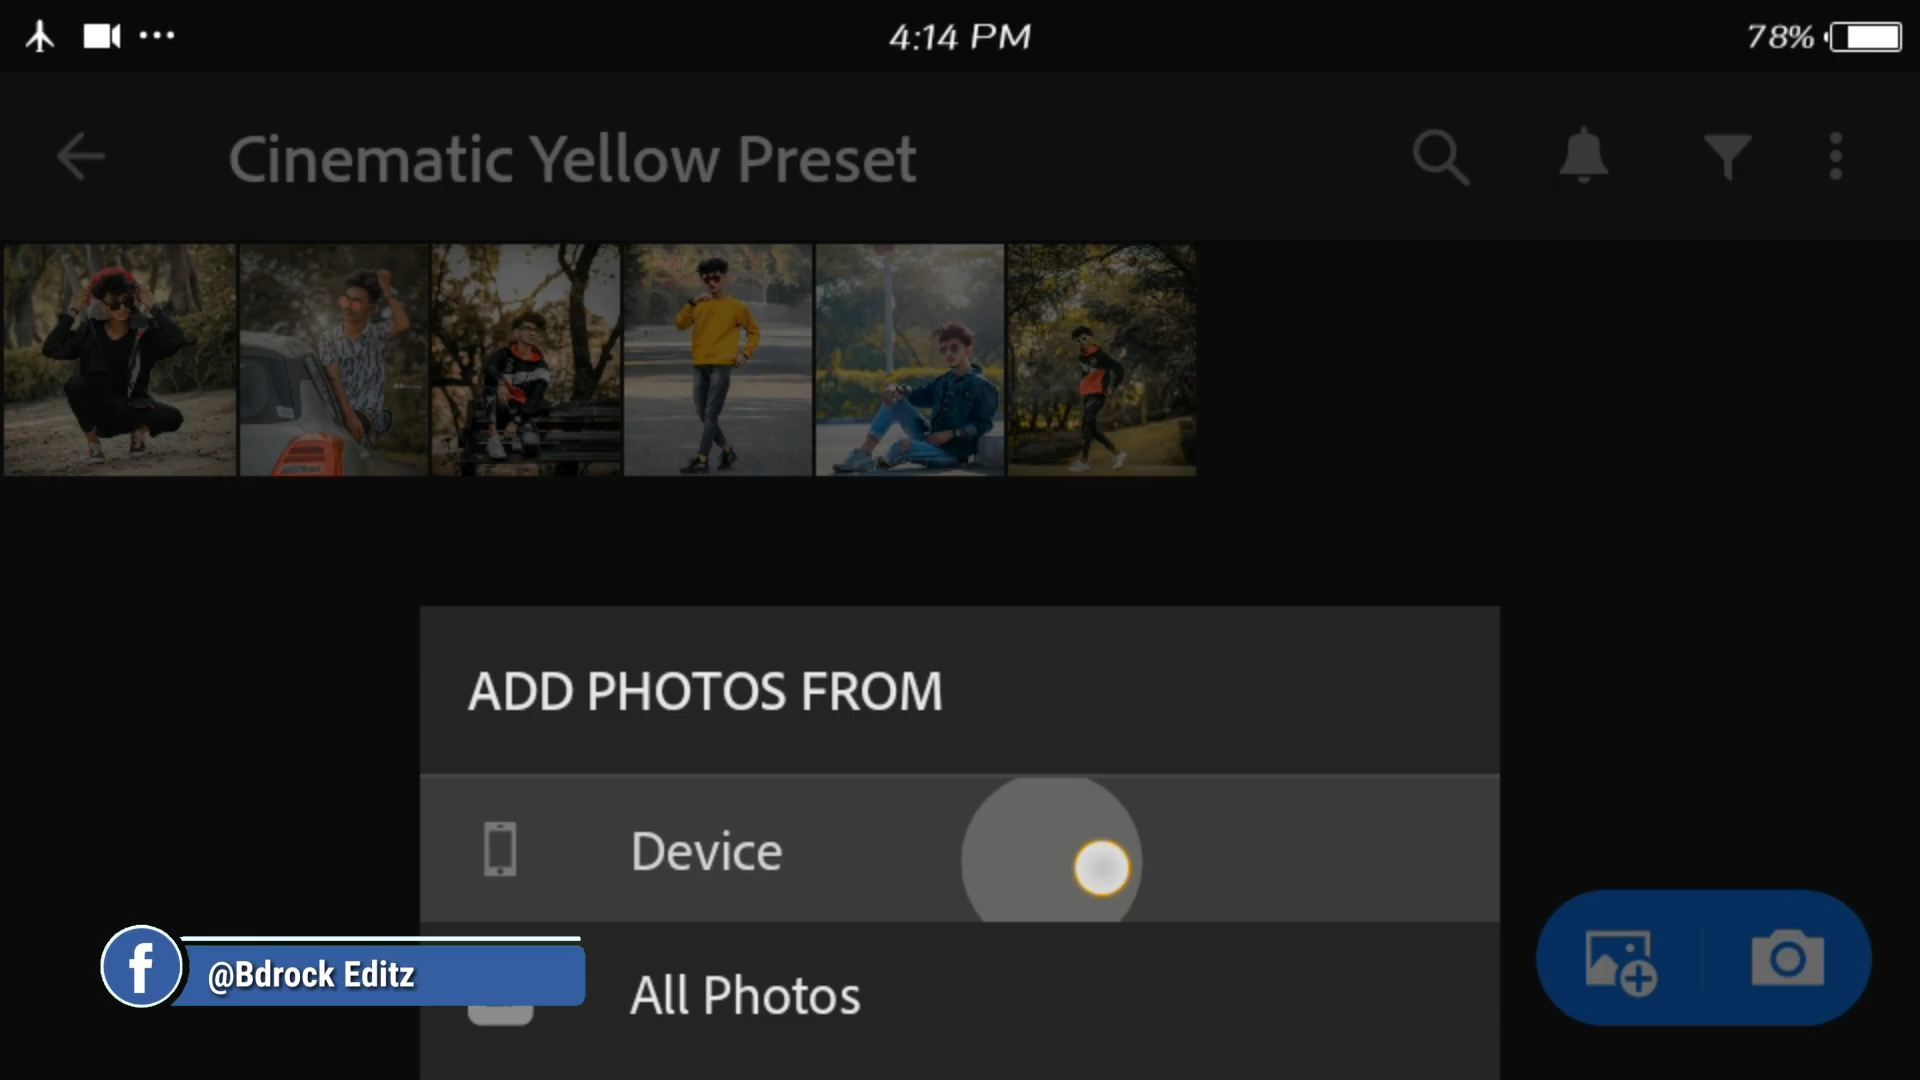 4:14 PM
78%
Cinematic Yellow Preset
ADD PHOTOS FROM
Device
@Bdrock Editz
All Photos